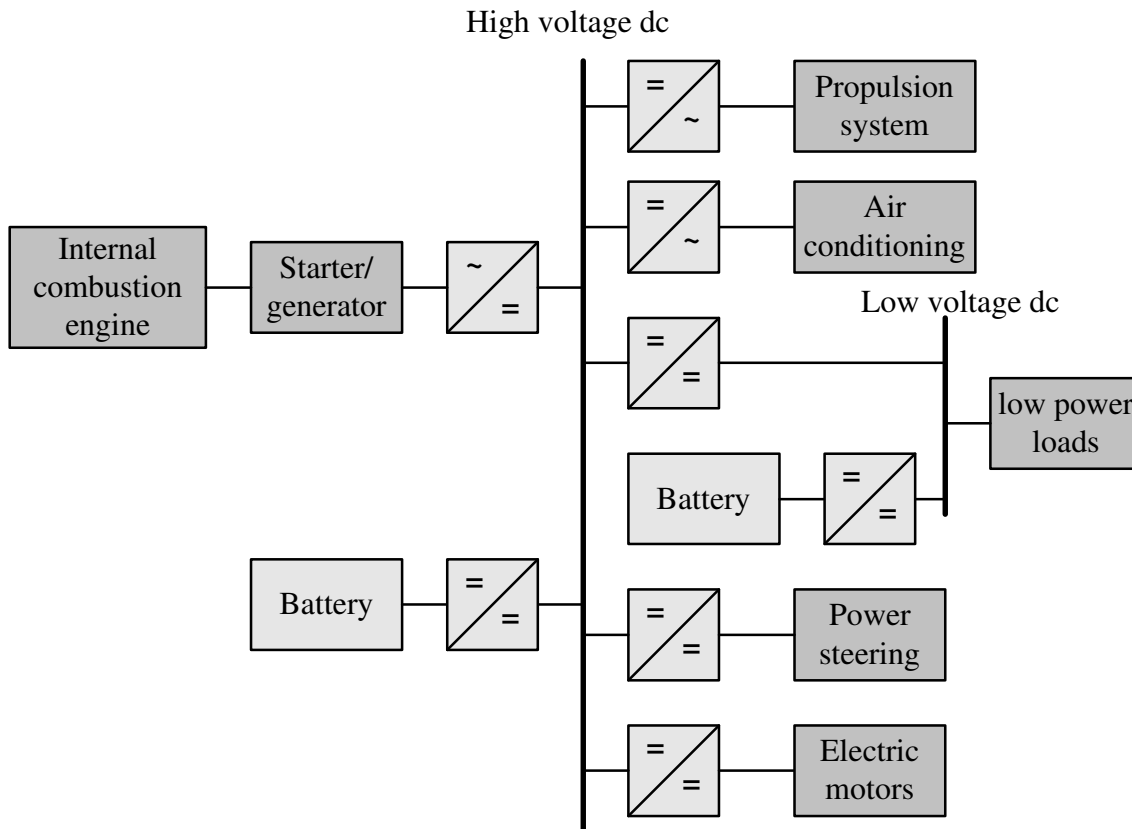 High voltage dc
=
~
Propulsion
system
=
~
Air
conditioning
Internal
combustion
engine
Starter/
generator
~
=
Low voltage dc
=
=
low power
loads
Battery
=
=
Battery
=
=
=
=
Power
steering
=
=
Electric
motors